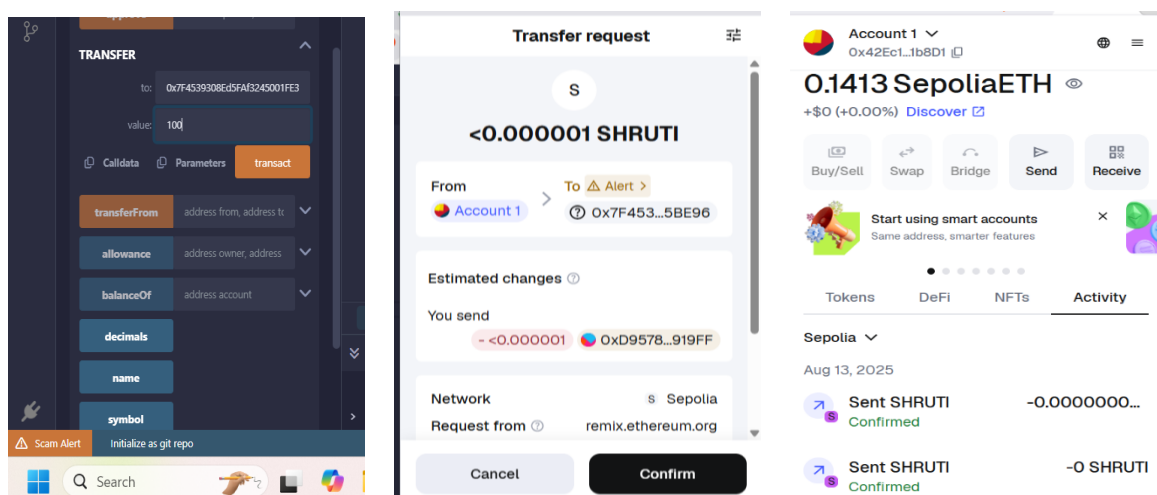 TRANSFER
to: 0x7F4539308Ed5FAf3245001FE3
value: 100
Calldata Parameters transact
transferFrom address from, address to
allowance address owner, address
balanceOf address account
decimals
name
symbol
Scam Alert Initialize as git repo
Search
Transfer request
S
<0.000001 SHRUTI
From To Alert >
Account 1 > 0x7F453...5BE96
Estimated changes
You send
- <0.000001 0xD9578...919FF
Network S Sepolia
Request from remix.ethereum.org
Cancel Confirm
Account 1
0x42Ec1...1b8D1
0.1413 SepoliaETH
+$0 (+0.00%) Discover
Buy/Sell Swap Bridge Send Receive
Start using smart accounts
Same address, smarter features
Tokens DeFi NFTs Activity
Sepolia
Aug 13, 2025
Sent SHRUTI -0.0000000...
S Confirmed
Sent SHRUTI -0 SHRUTI
S Confirmed